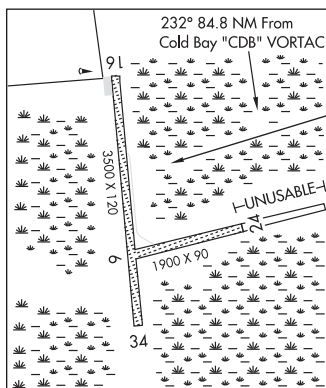 232° 84.8 NM From
Cold Bay "CDB" VORTAC
16
3500 X 120
UNUSABLE
24
6
1900 X 90
34